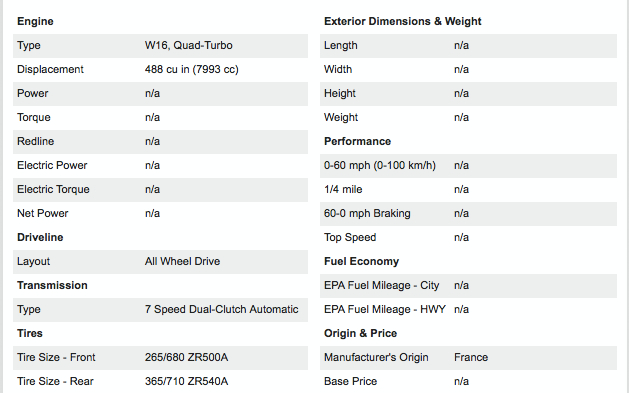 Engine
Type W16, Quad-Turbo
Displacement 488 cu in (7993 cc)
Power n/a
Torque n/a
Redline n/a
Electric Power n/a
Electric Torque n/a
Net Power n/a
Driveline
Layout All Wheel Drive
Transmission
Type 7 Speed Dual-Clutch Automatic
Tires
Tire Size - Front 265/680 ZR500A
Tire Size - Rear 365/710 ZR540A
Exterior Dimensions & Weight
Length n/a
Width n/a
Height n/a
Weight n/a
Performance
0-60 mph (0-100 km/h) n/a
1/4 mile n/a
60-0 mph Braking n/a
Top Speed n/a
Fuel Economy
EPA Fuel Mileage - City n/a
EPA Fuel Mileage - HWY n/a
Origin & Price
Manufacturer's Origin France
Base Price n/a